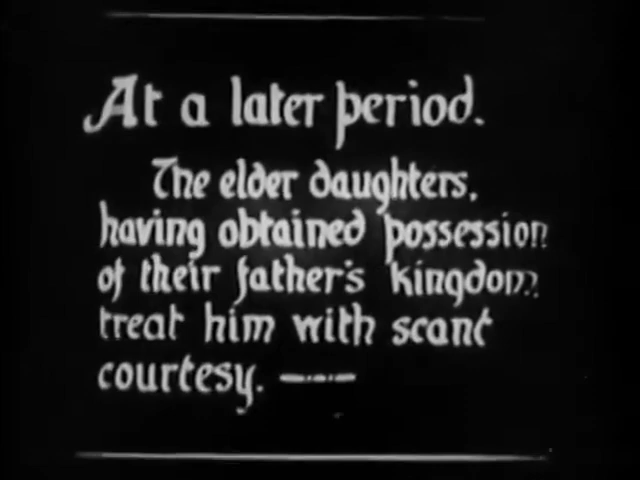 At a later period.
The elder daughters,
having obtained possession
of their father's kingdom
treat him with scant
courtesy. —··—